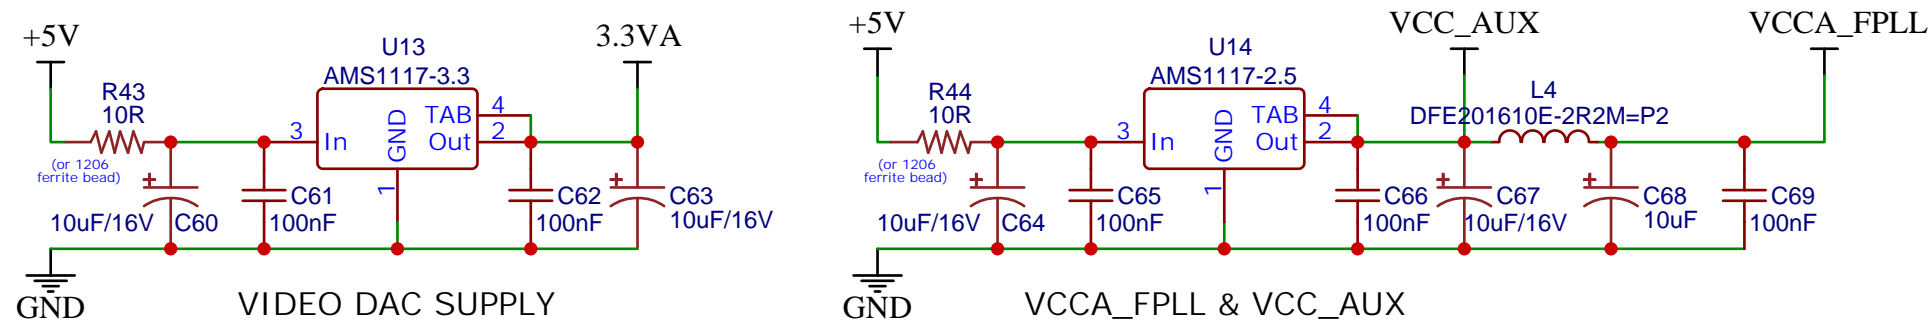 +5V
U13
AMS1117-3.3
3.3VA
R43
10R
(or 1206
ferrite bead)
3
In
GND
TAB
Out
4
2
1
+
10uF/16V
C60
C61
100nF
C62
100nF
+
C63
10uF/16V
GND
VIDEO DAC SUPPLY
+5V
U14
AMS1117-2.5
VCC_AUX
VCCA_FPLL
R44
10R
(or 1206
ferrite bead)
3
In
GND
TAB
Out
4
2
1
L4
DFE201610E-2R2M=P2
+
10uF/16V
C64
C65
100nF
C66
100nF
+
C67
10uF/16V
+
C68
10uF
C69
100nF
GND
VCCA_FPLL & VCC_AUX